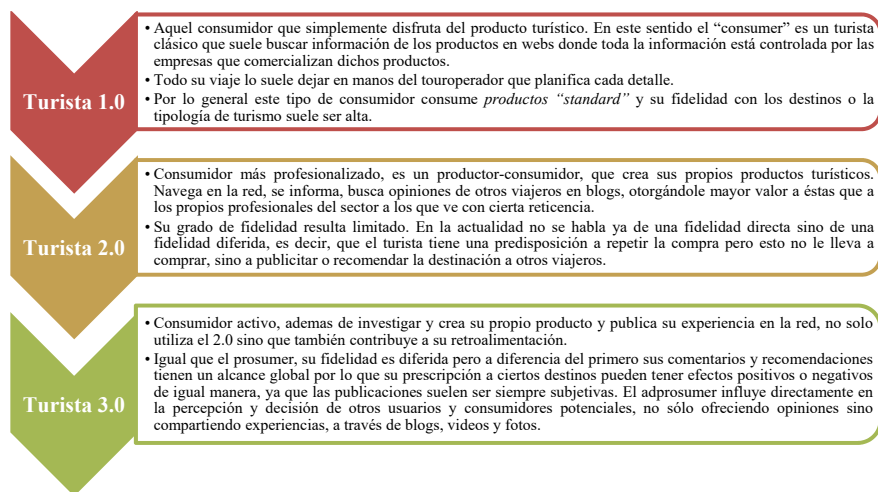 Turista 1.0
• Aquel consumidor que simplemente disfruta del producto turístico. En este sentido el “consumer” es un turista
clásico que suele buscar información de los productos en webs donde toda la información está controlada por las
empresas que comercializan dichos productos.
• Todo su viaje lo suele dejar en manos del touroperador que planifica cada detalle.
• Por lo general este tipo de consumidor consume productos “standard” y su fidelidad con los destinos o la
tipología de turismo suele ser alta.
Turista 2.0
• Consumidor más profesionalizado, es un productor-consumidor, que crea sus propios productos turísticos.
Navega en la red, se informa, busca opiniones de otros viajeros en blogs, otorgándole mayor valor a éstas que a
los propios profesionales del sector a los que ve con cierta reticencia.
• Su grado de fidelidad resulta limitado. En la actualidad no se habla ya de una fidelidad directa sino de una
fidelidad diferida, es decir, que el turista tiene una predisposición a repetir la compra pero esto no le lleva a
comprar, sino a publicitar o recomendar la destinación a otros viajeros.
Turista 3.0
• Consumidor activo, ademas de investigar y crea su propio producto y publica su experiencia en la red, no solo
utiliza el 2.0 sino que también contribuye a su retroalimentación.
• Igual que el prosumer, su fidelidad es diferida pero a diferencia del primero sus comentarios y recomendaciones
tienen un alcance global por lo que su prescripción a ciertos destinos pueden tener efectos positivos o negativos
de igual manera, ya que las publicaciones suelen ser siempre subjetivas. El adprosumer influye directamente en
la percepción y decisión de otros usuarios y consumidores potenciales, no sólo ofreciendo opiniones sino
compartiendo experiencias, a través de blogs, videos y fotos.